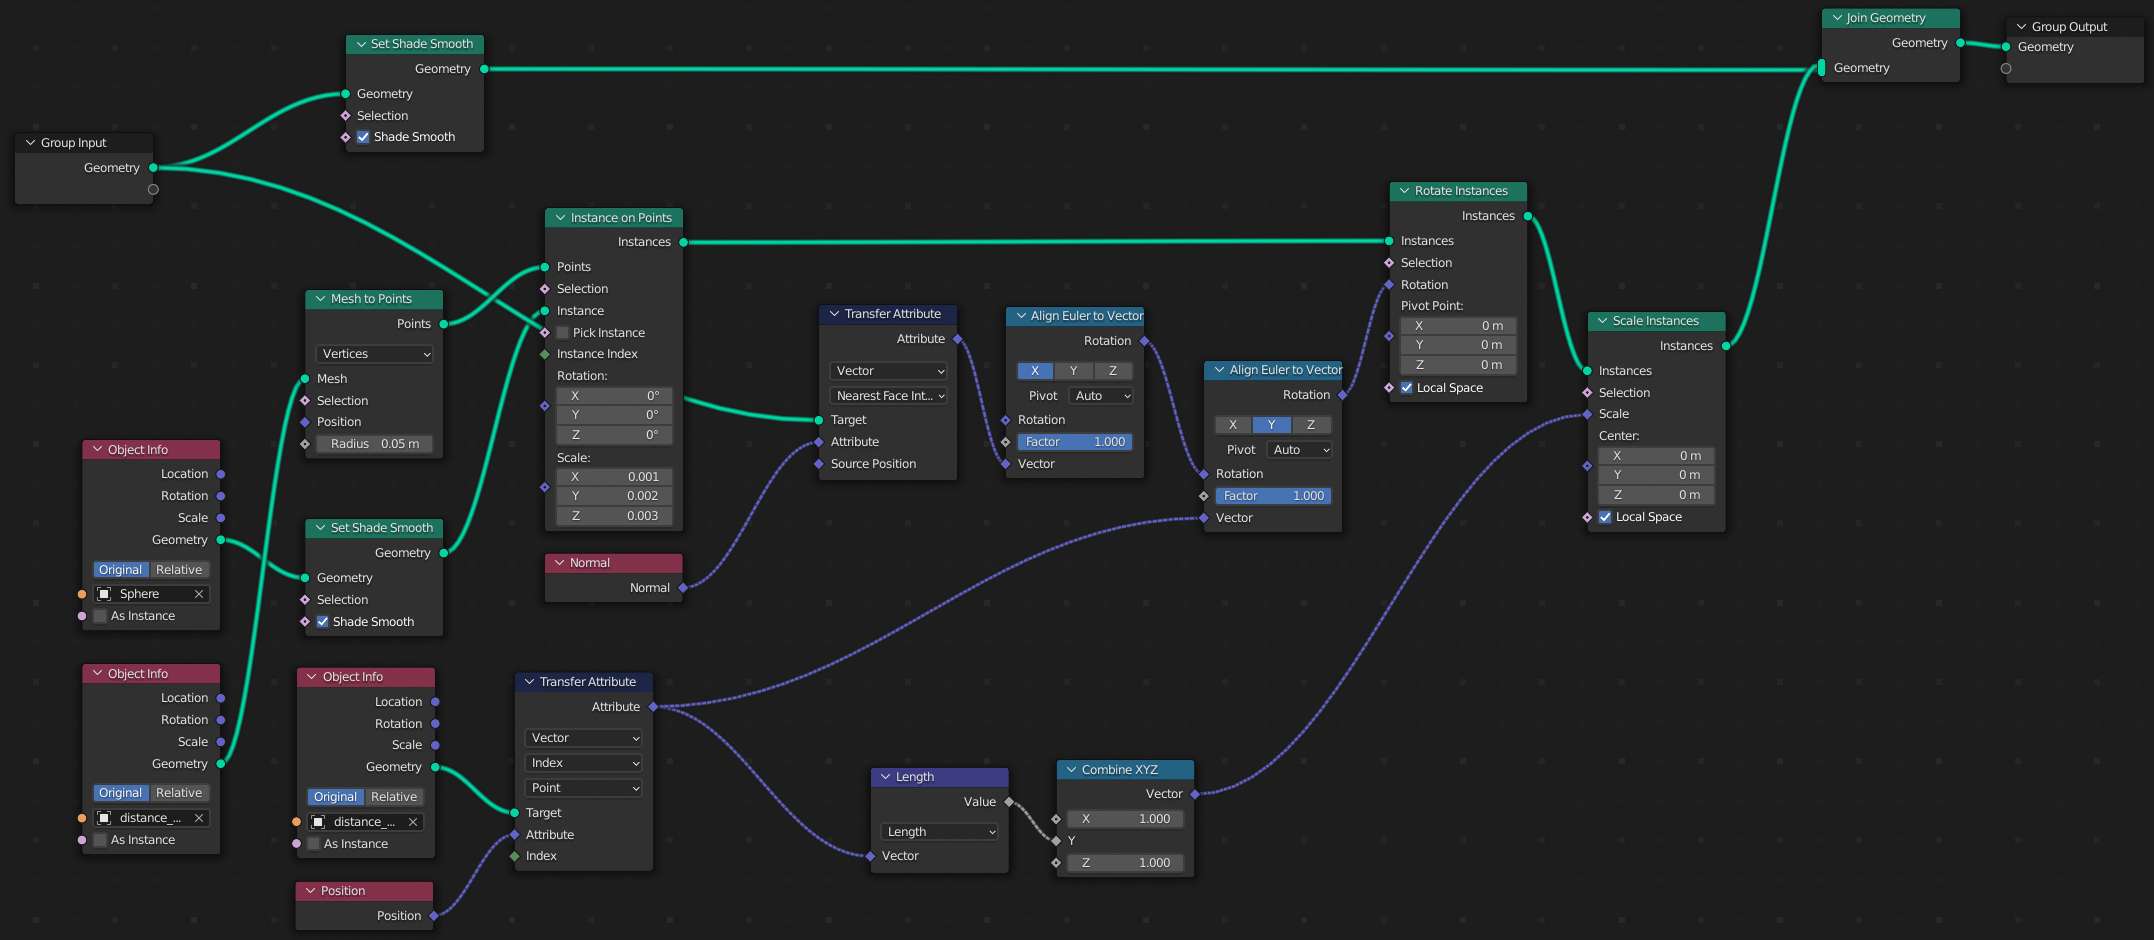 Group Input
Geometry
Set Shade Smooth
Geometry
Geometry
Selection
Shade Smooth
Mesh to Points
Points
Vertices
Mesh
Selection
Position
Radius 0.05 m
Object Info
Location
Rotation
Scale
Geometry
Original Relative
Sphere
As Instance
Set Shade Smooth
Geometry
Geometry
Selection
Shade Smooth
Object Info
Location
Rotation
Scale
Geometry
Original Relative
distance_...
As Instance
Object Info
Location
Rotation
Scale
Geometry
Original Relative
distance_...
As Instance
Position
Position
Instance on Points
Instances
Points
Selection
Instance
Pick Instance
Instance Index
Rotation:
X 0°
Y 0°
Z 0°
Scale:
X 0.001
Y 0.002
Z 0.003
Normal
Normal
Transfer Attribute
Attribute
Vector
Index
Point
Target
Attribute
Index
Transfer Attribute
Attribute
Vector
Nearest Face Int...
Target
Attribute
Source Position
Align Euler to Vector
Rotation
X Y Z
Pivot Auto
Rotation
Factor 1.000
Vector
Align Euler to Vector
Rotation
X Y Z
Pivot Auto
Rotation
Factor 1.000
Vector
Length
Value
Length
Vector
Combine XYZ
Vector
X 1.000
Y
Z 1.000
Rotate Instances
Instances
Instances
Selection
Rotation
Pivot Point:
X 0 m
Y 0 m
Z 0 m
Local Space
Scale Instances
Instances
Instances
Selection
Scale
Center:
X 0 m
Y 0 m
Z 0 m
Local Space
Join Geometry
Geometry
Geometry
Group Output
Geometry